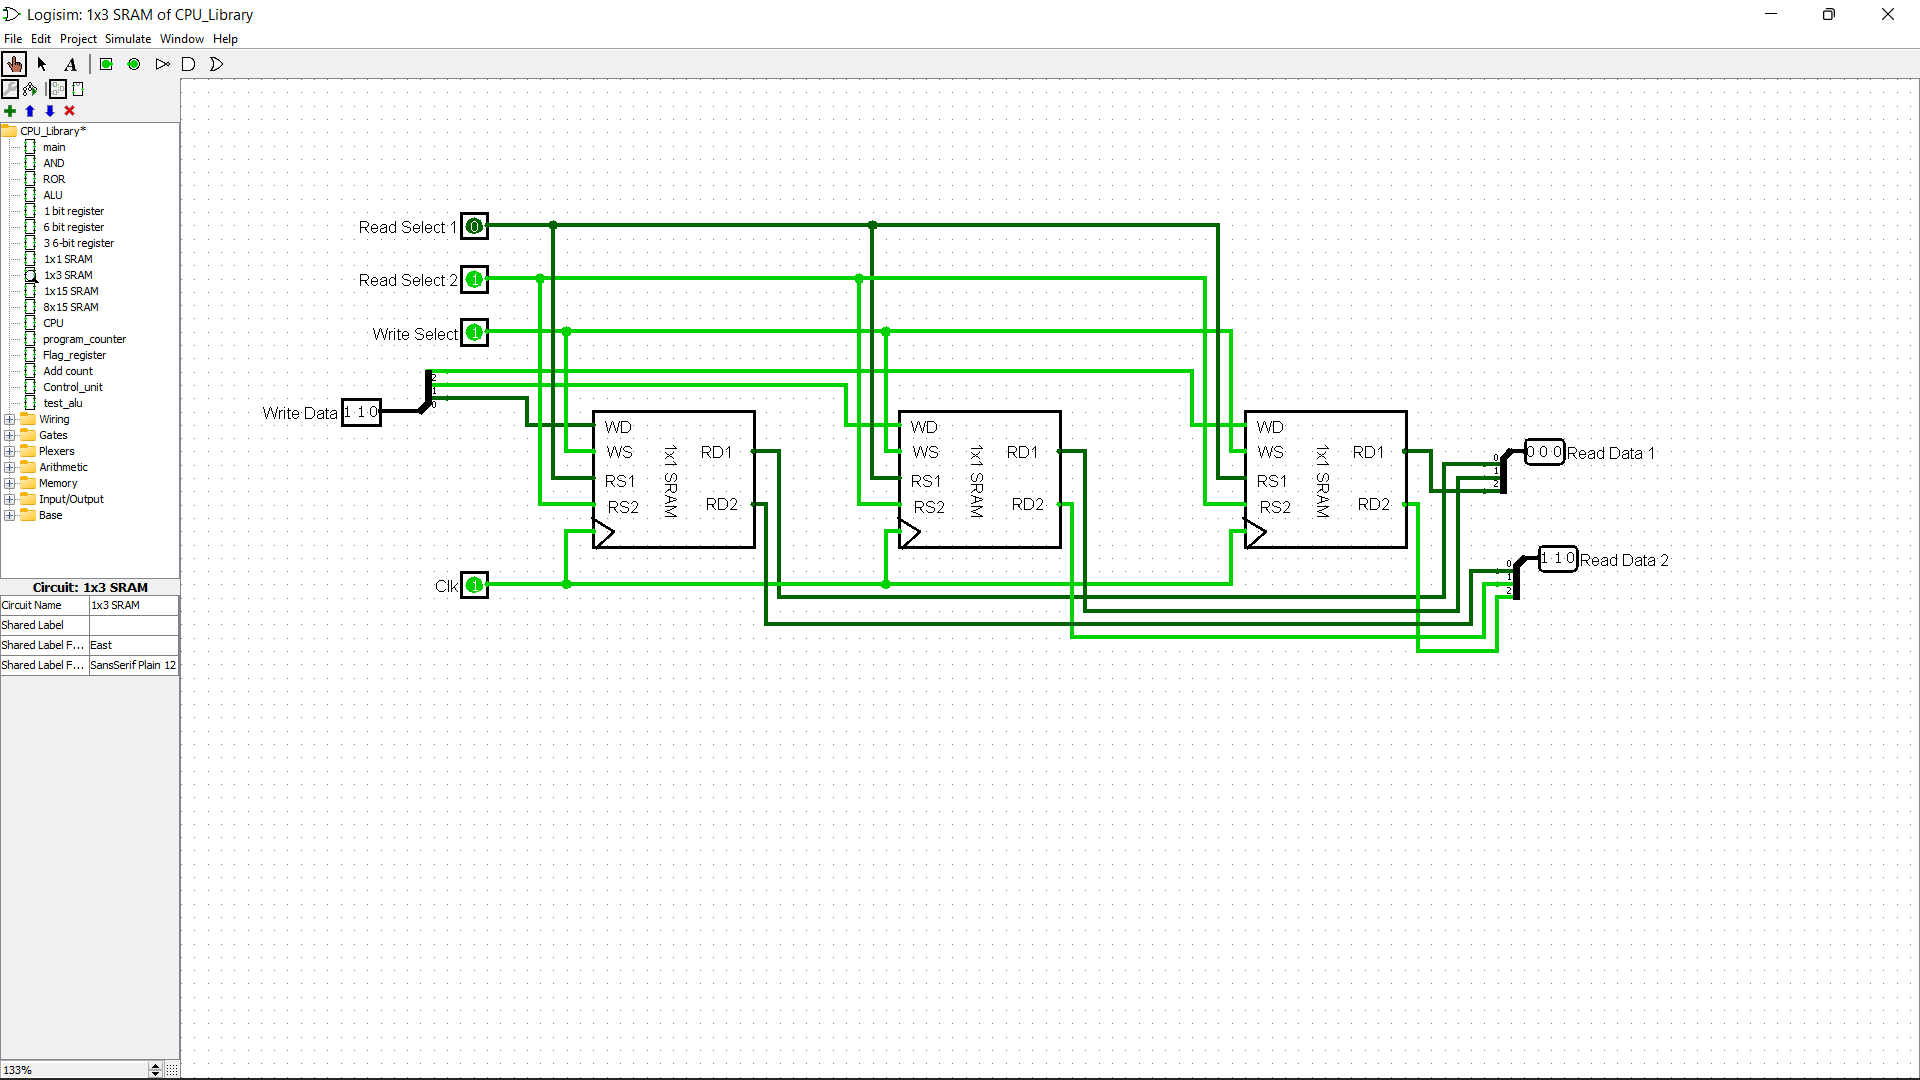 Logisim: 1x3 SRAM of CPU_Library
File Edit Project Simulate Window Help
A
CPU_Library*
main
AND
ROR
ALU
1 bit register
6 bit register
3 6-bit register
1x1 SRAM
1x3 SRAM
1x15 SRAM
8x15 SRAM
CPU
program_counter
Flag_register
Add count
Control_unit
test_alu
Wiring
Gates
Plexers
Arithmetic
Memory
Input/Output
Base
Circuit: 1x3 SRAM
Circuit Name 1x3 SRAM
Shared Label
Shared Label F... East
Shared Label F... SansSerif Plain 12
133%
Read Select 1 0
Read Select 2 1
Write Select 1
Write Data 1 1 0
2
1
0
Clk 1
WD
WS
RS1
RS2
1x1 SRAM
RD1
RD2
WD
WS
RS1
RS2
1x1 SRAM
RD1
RD2
WD
WS
RS1
RS2
1x1 SRAM
RD1
RD2
0
1
2
0 0 0 Read Data 1
0
1
2
1 1 0 Read Data 2